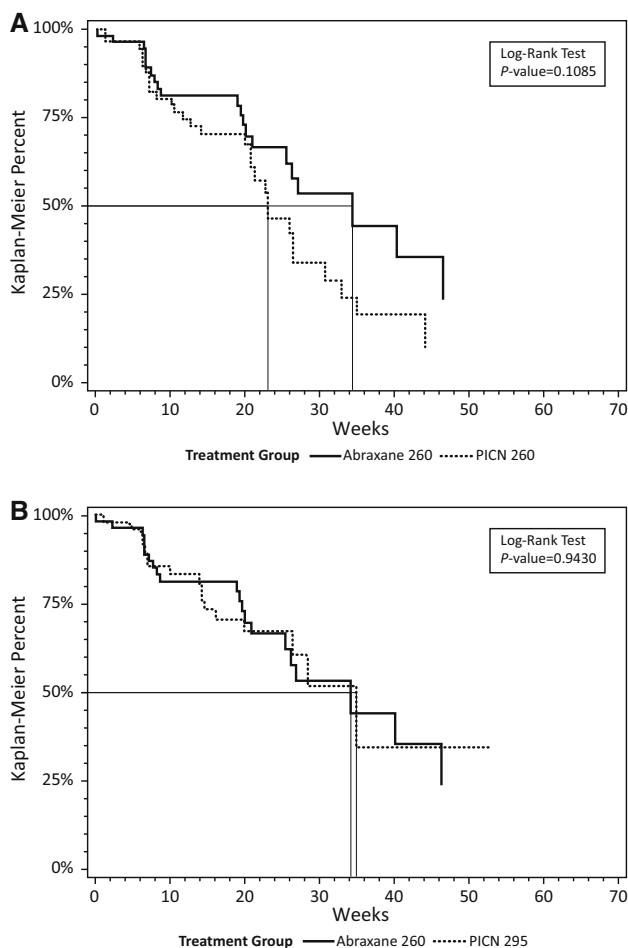 A
Log-Rank Test
P-value=0.1085
100%
75%
50%
25%
0%
Kaplan-Meier Percent
0 10 20 30 40 50 60 70
Weeks
Treatment Group Abraxane 260 PICN 260
B
Log-Rank Test
P-value=0.9430
100%
75%
50%
25%
0%
Kaplan-Meier Percent
0 10 20 30 40 50 60 70
Weeks
Treatment Group Abraxane 260 PICN 295